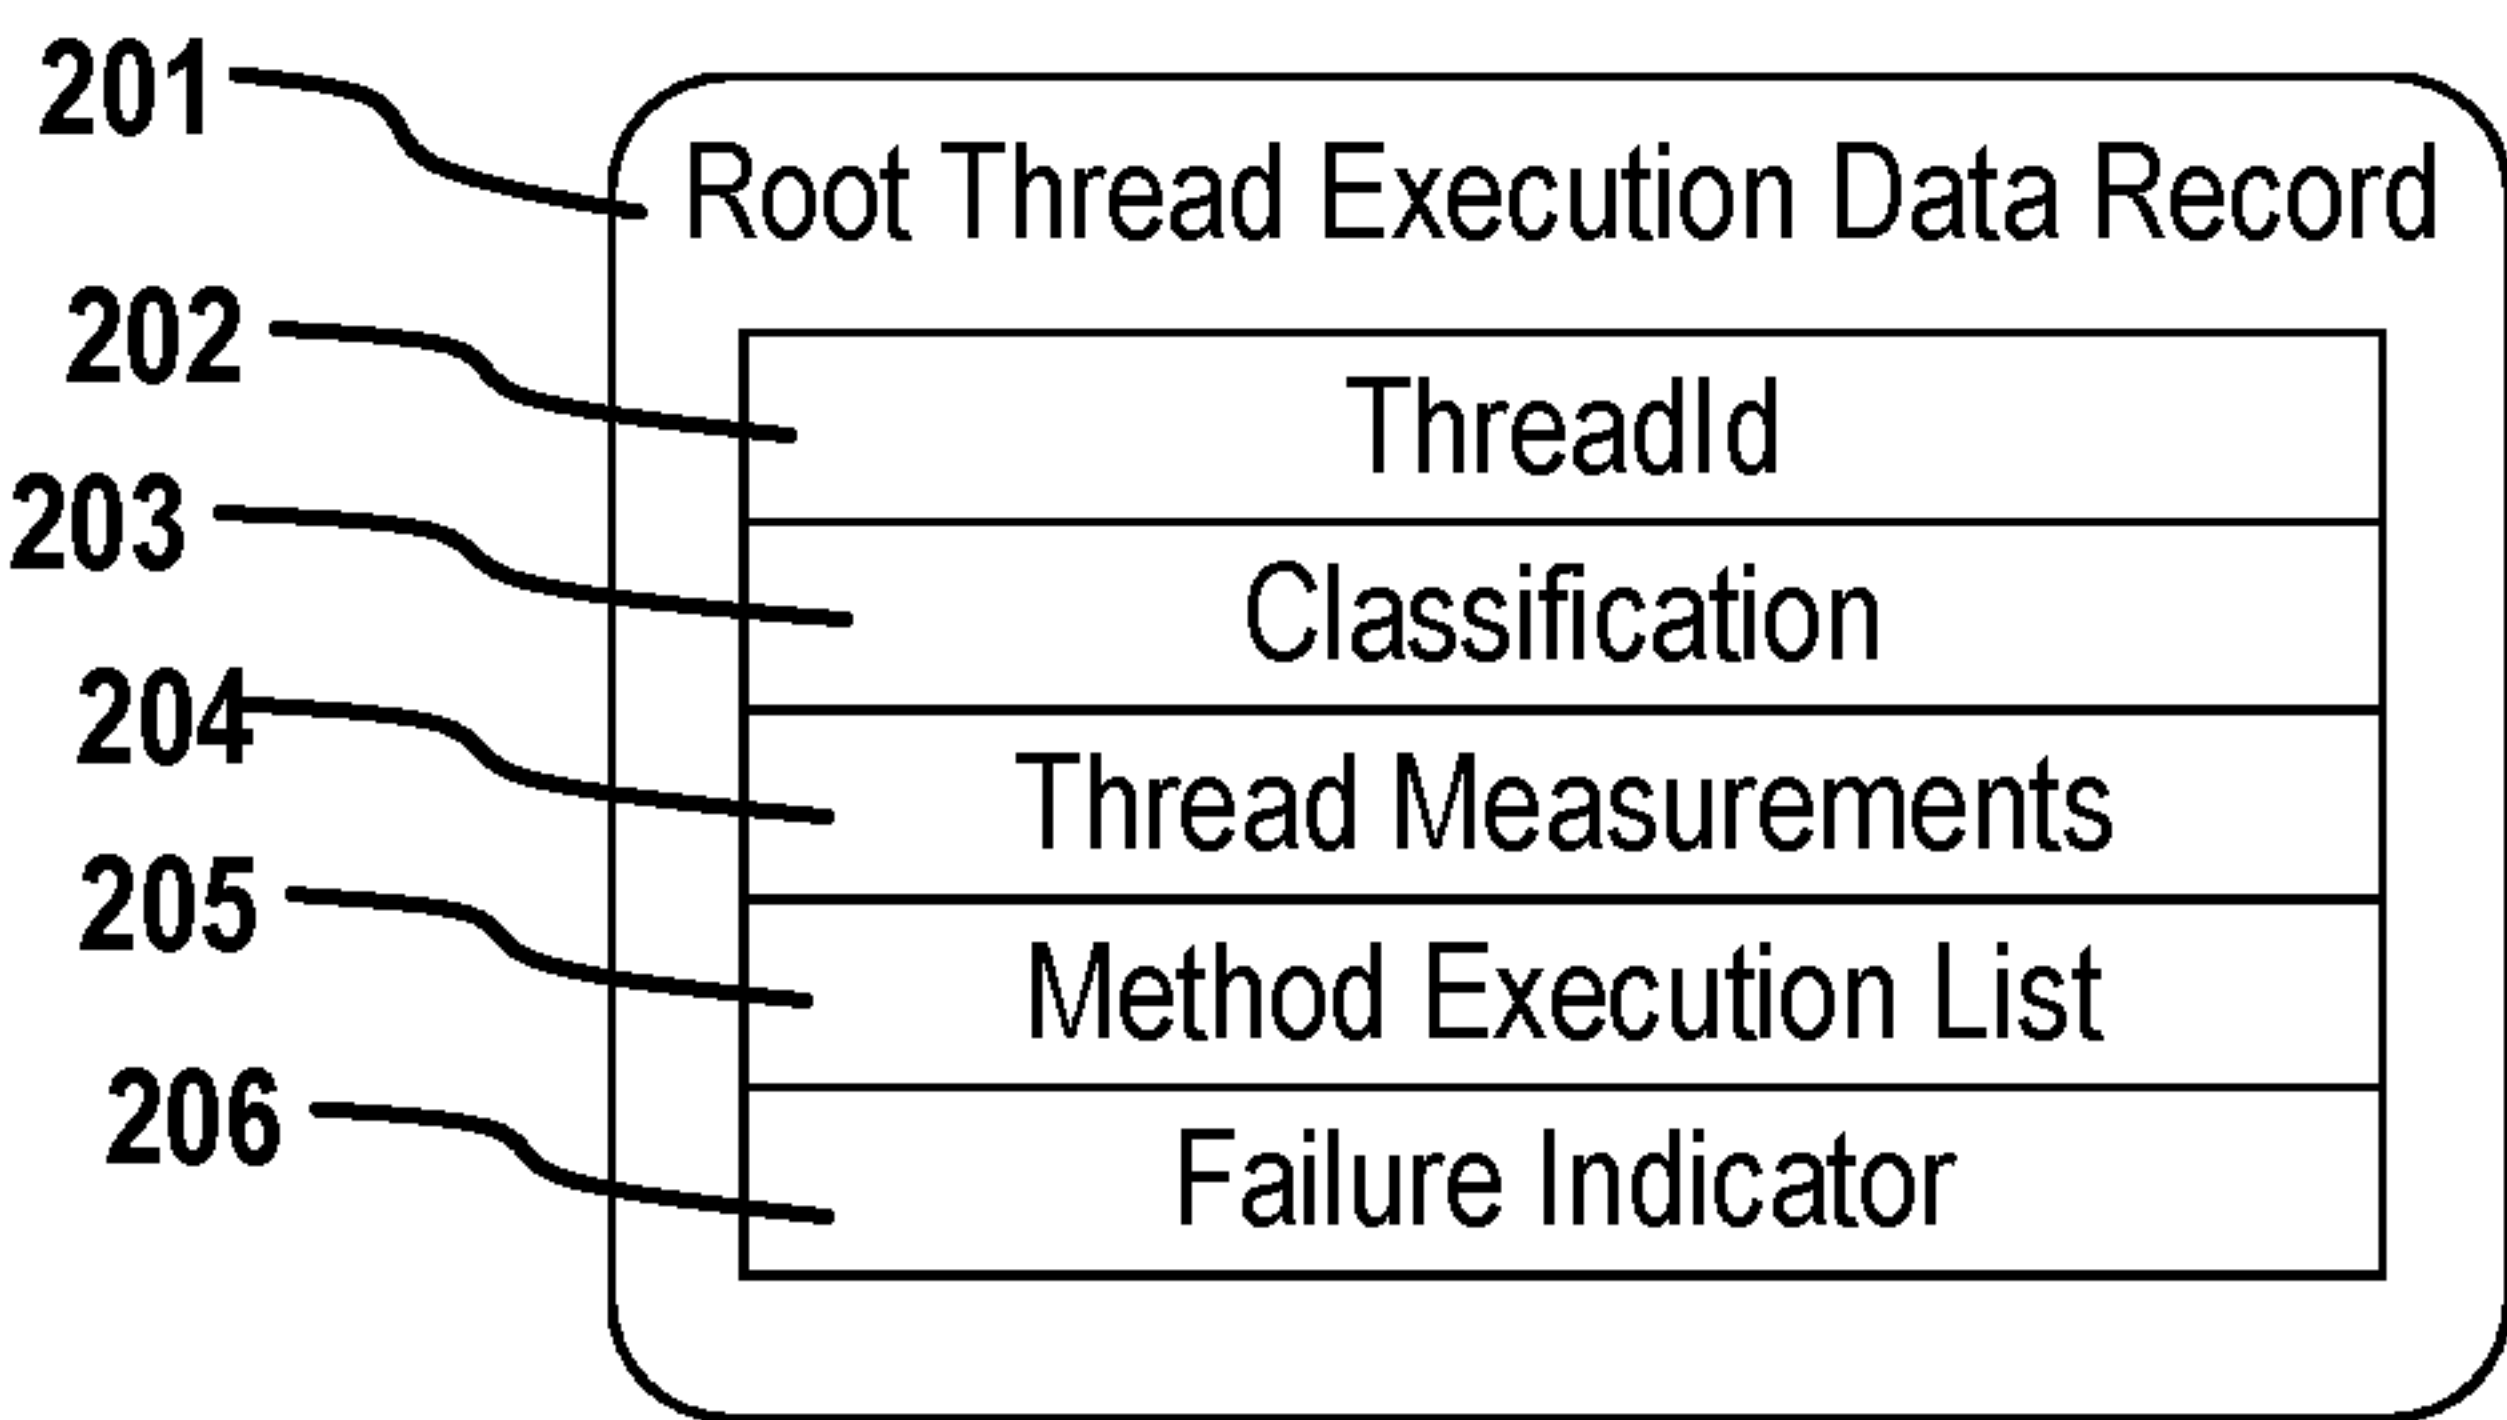 201
Root Thread Execution Data Record
202
ThreadId
203
Classification
204
Thread Measurements
205
Method Execution List
206
Failure Indicator